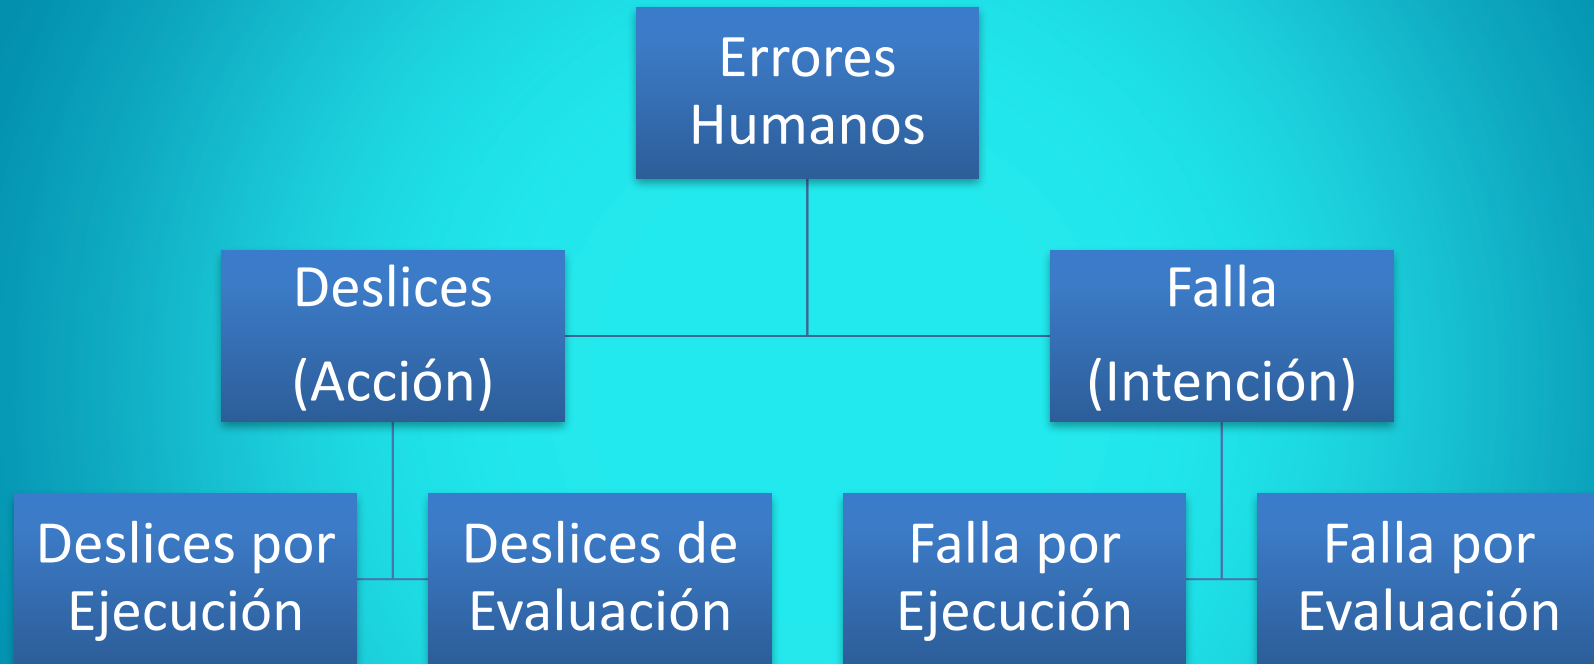 Errores
Humanos
Deslices
(Acción)
Falla
(Intención)
Deslices por
Ejecución
Deslices de
Evaluación
Falla por
Ejecución
Falla por
Evaluación